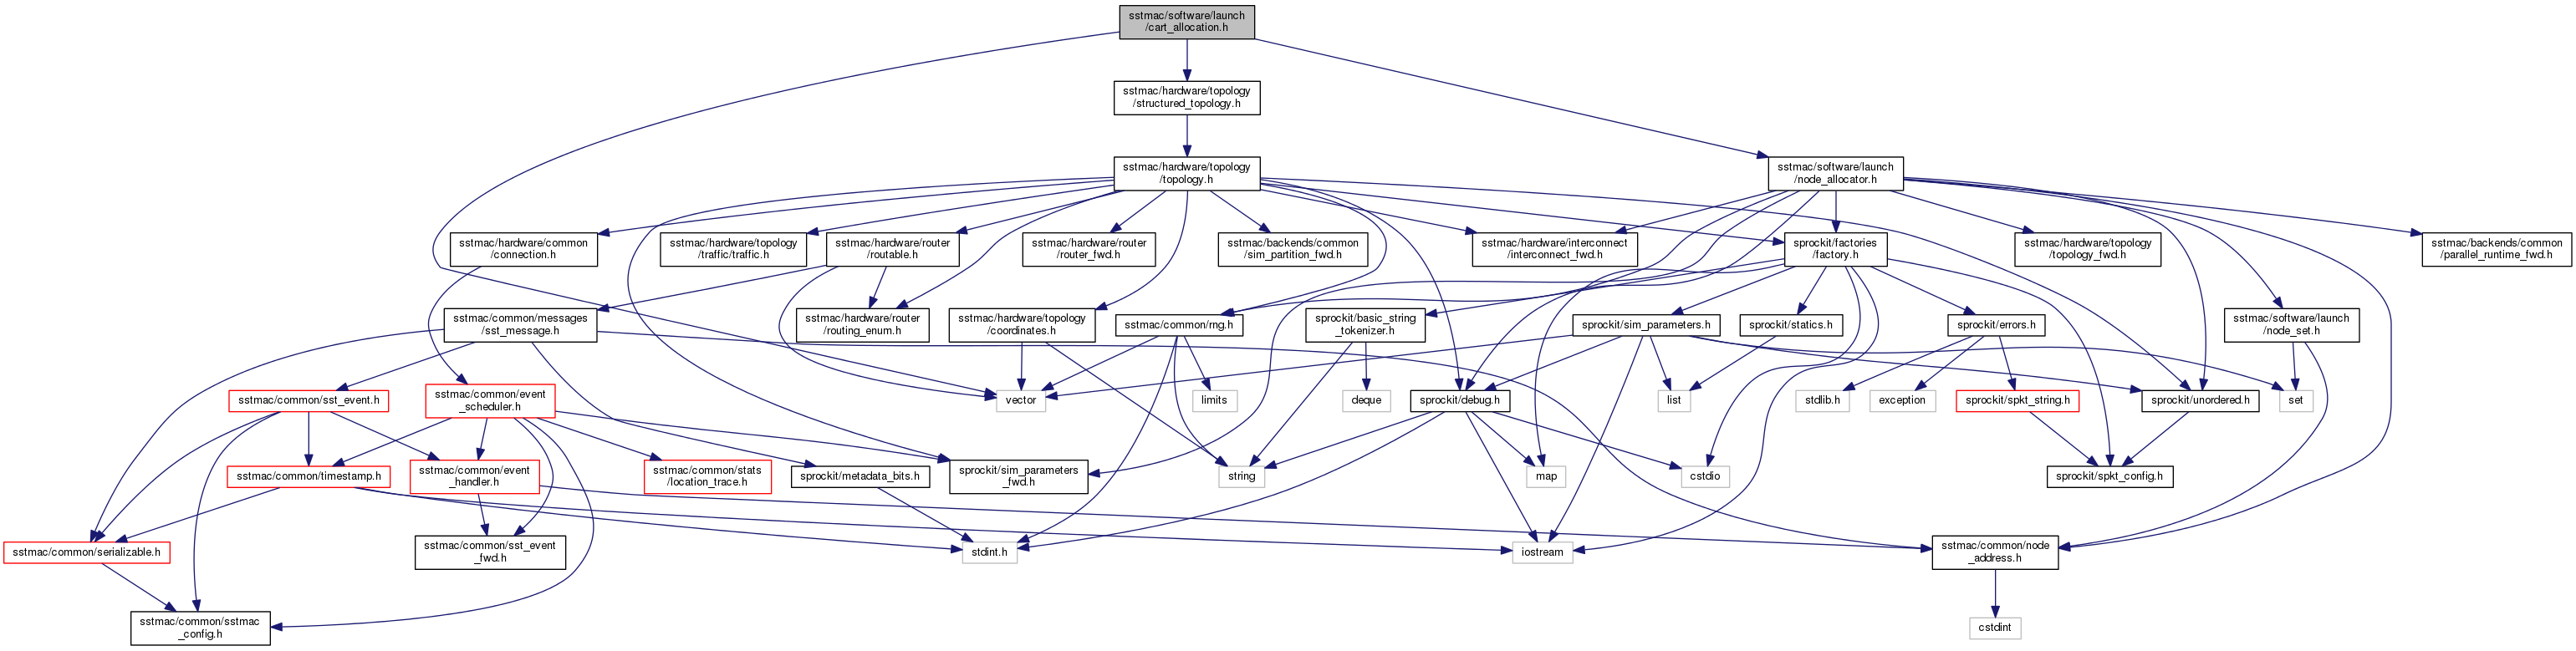 sstmac/software/launch
/cart_allocation.h
sstmac/hardware/topology
/structured_topology.h
sstmac/hardware/topology
/topology.h
sstmac/software/launch
/node_allocator.h
sstmac/hardware/common
/connection.h
sstmac/hardware/topology
/traffic/traffic.h
sstmac/hardware/router
/routable.h
sstmac/hardware/router
/router_fwd.h
sstmac/backends/common
/sim_partition_fwd.h
sstmac/hardware/interconnect
/interconnect_fwd.h
sprockit/factories
/factory.h
sstmac/hardware/topology
/topology_fwd.h
sstmac/backends/common
/parallel_runtime_fwd.h
sstmac/common/messages
/sst_message.h
sstmac/hardware/router
/routing_enum.h
sstmac/hardware/topology
/coordinates.h
sstmac/common/rng.h
sprockit/basic_string
_tokenizer.h
sprockit/sim_parameters.h
sprockit/statics.h
sprockit/errors.h
sstmac/software/launch
/node_set.h
sstmac/common/sst_event.h
sstmac/common/event
_scheduler.h
vector
limits
deque
sprockit/debug.h
list
stdlib.h
exception
sprockit/spkt_string.h
sprockit/unordered.h
set
sstmac/common/timestamp.h
sstmac/common/event
_handler.h
sstmac/common/stats
/location_trace.h
sprockit/metadata_bits.h
sprockit/sim_parameters
_fwd.h
string
map
cstdio
sprockit/spkt_config.h
sstmac/common/serializable.h
sstmac/common/sst_event
_fwd.h
stdint.h
iostream
sstmac/common/node
_address.h
sstmac/common/sstmac
_config.h
cstdint